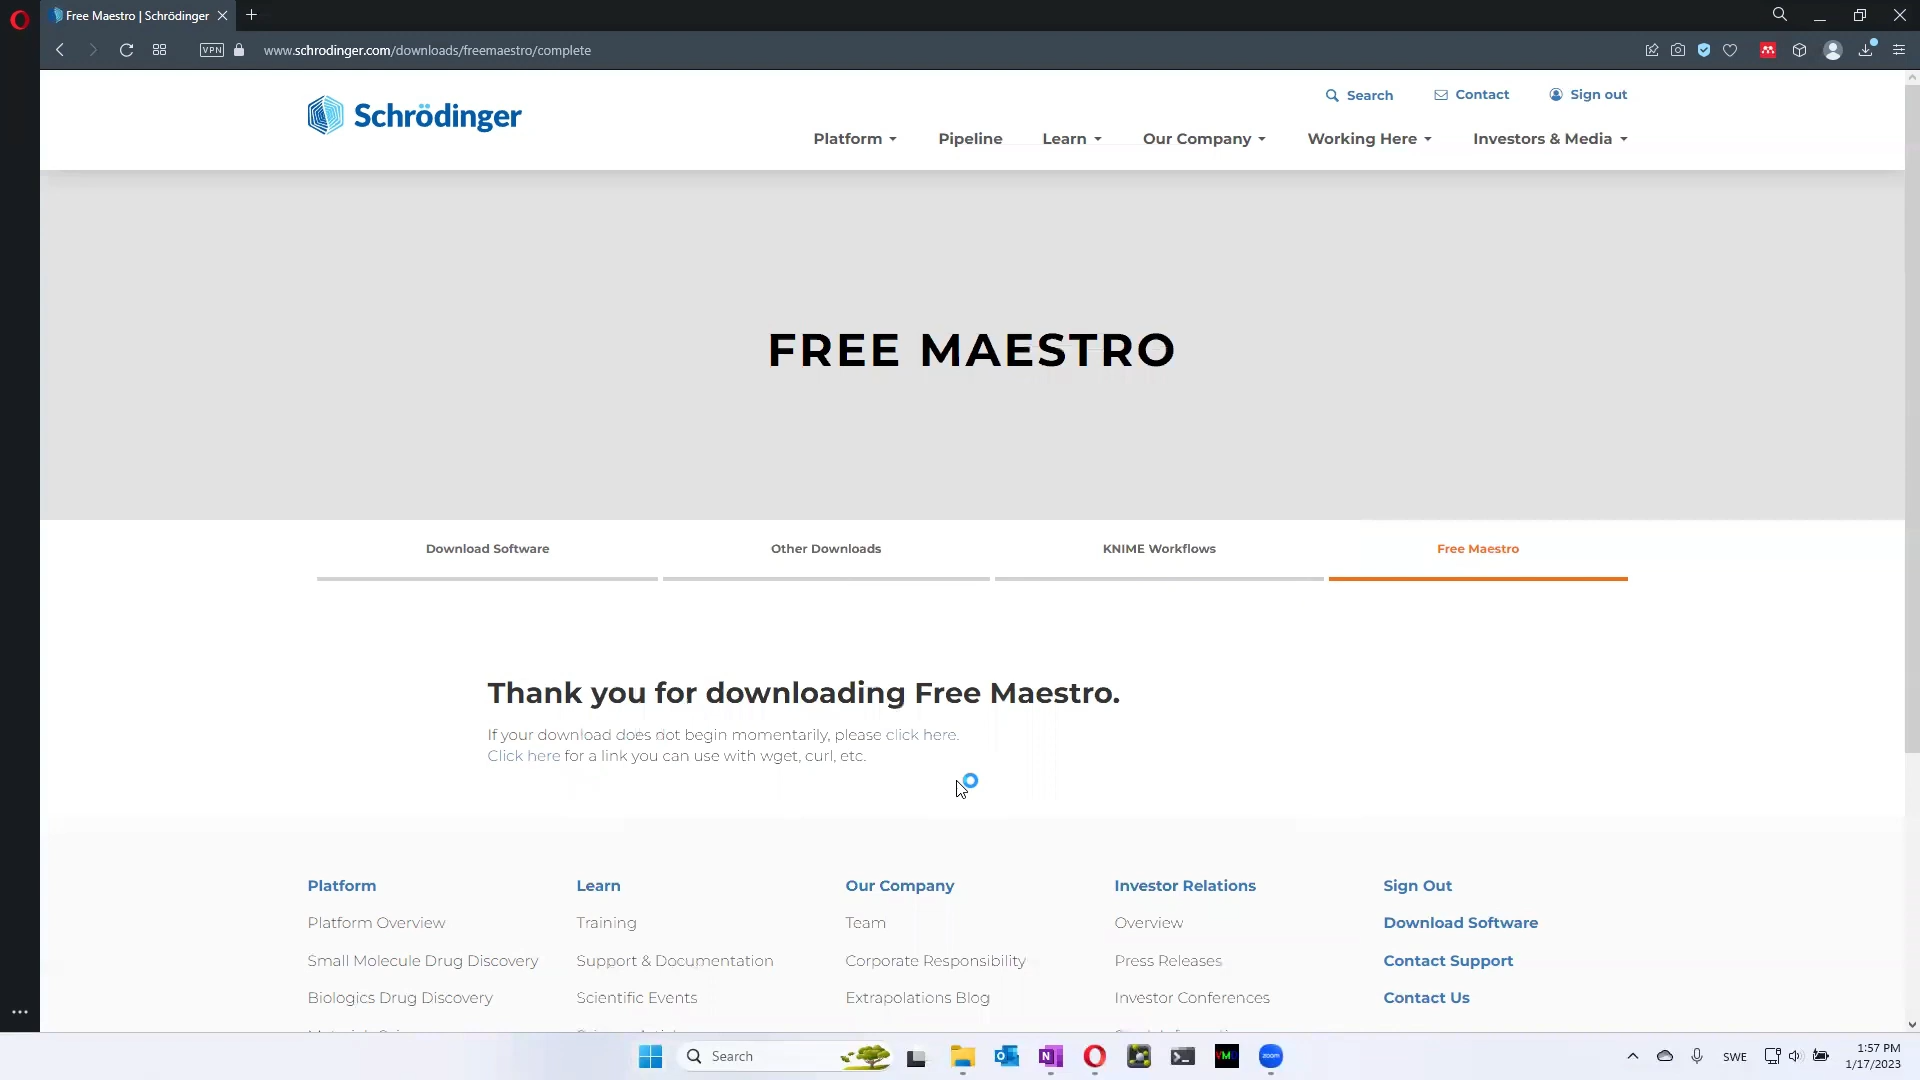 Free Maestro | Schrödinger
VPN
www.schrodinger.com/downloads/freemaestro/complete
Schrödinger
Search
Contact
Sign out
Platform
Pipeline
Learn
Our Company
Working Here
Investors & Media
FREE MAESTRO
Download Software
Other Downloads
KNIME Workflows
Free Maestro
Thank you for downloading Free Maestro.
If your download does not begin momentarily, please click here.
Click here for a link you can use with wget, curl, etc.
Platform
Learn
Our Company
Investor Relations
Sign Out
Platform Overview
Training
Team
Overview
Download Software
Small Molecule Drug Discovery
Support & Documentation
Corporate Responsibility
Press Releases
Contact Support
Biologics Drug Discovery
Scientific Events
Extrapolations Blog
Investor Conferences
Contact Us
Search
zoom
SWE
1:57 PM
1/17/2023